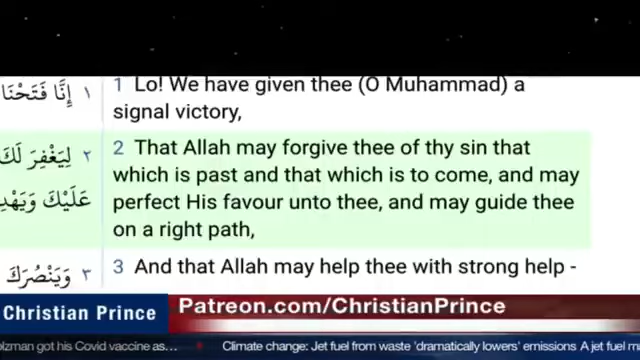 ١ إِنَّا فَتَحْنَا
1 Lo! We have given thee (O Muhammad) a
signal victory,
٢ لِيَغْفِرَ لَكَ
عَلَيْكَ وَيَهْدِ
2 That Allah may forgive thee of thy sin that
which is past and that which is to come, and may
perfect His favour unto thee, and may guide thee
on a right path,
٣ وَيَنْصُرَكَ
3 And that Allah may help thee with strong help -
Christian Prince
Patreon.com/ChristianPrince
olzman got his Covid vaccine as…
Climate change: Jet fuel from waste 'dramatically lowers' emissions A jet fuel m